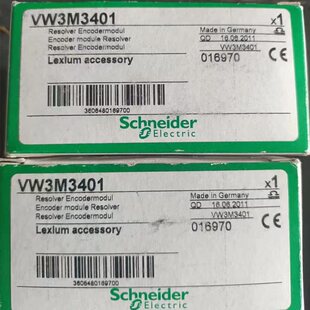 VW3M3401
x1
Resolver Encodermodul
Encoder module Resolver
Resolver Encodermodul
Made in Germany
QD 16.06.2011
VW3M3401
Lexium accessory
016970
3606480169700
Schneider
Electric
VW3M3401
x1
Resolver Encodermodul
Encoder module Resolver
Resolver Encodermodul
Made in Germany
QD 16.06.2011
VW3M3401
Lexium accessory
016970
3606480169700
Schneider
Electric